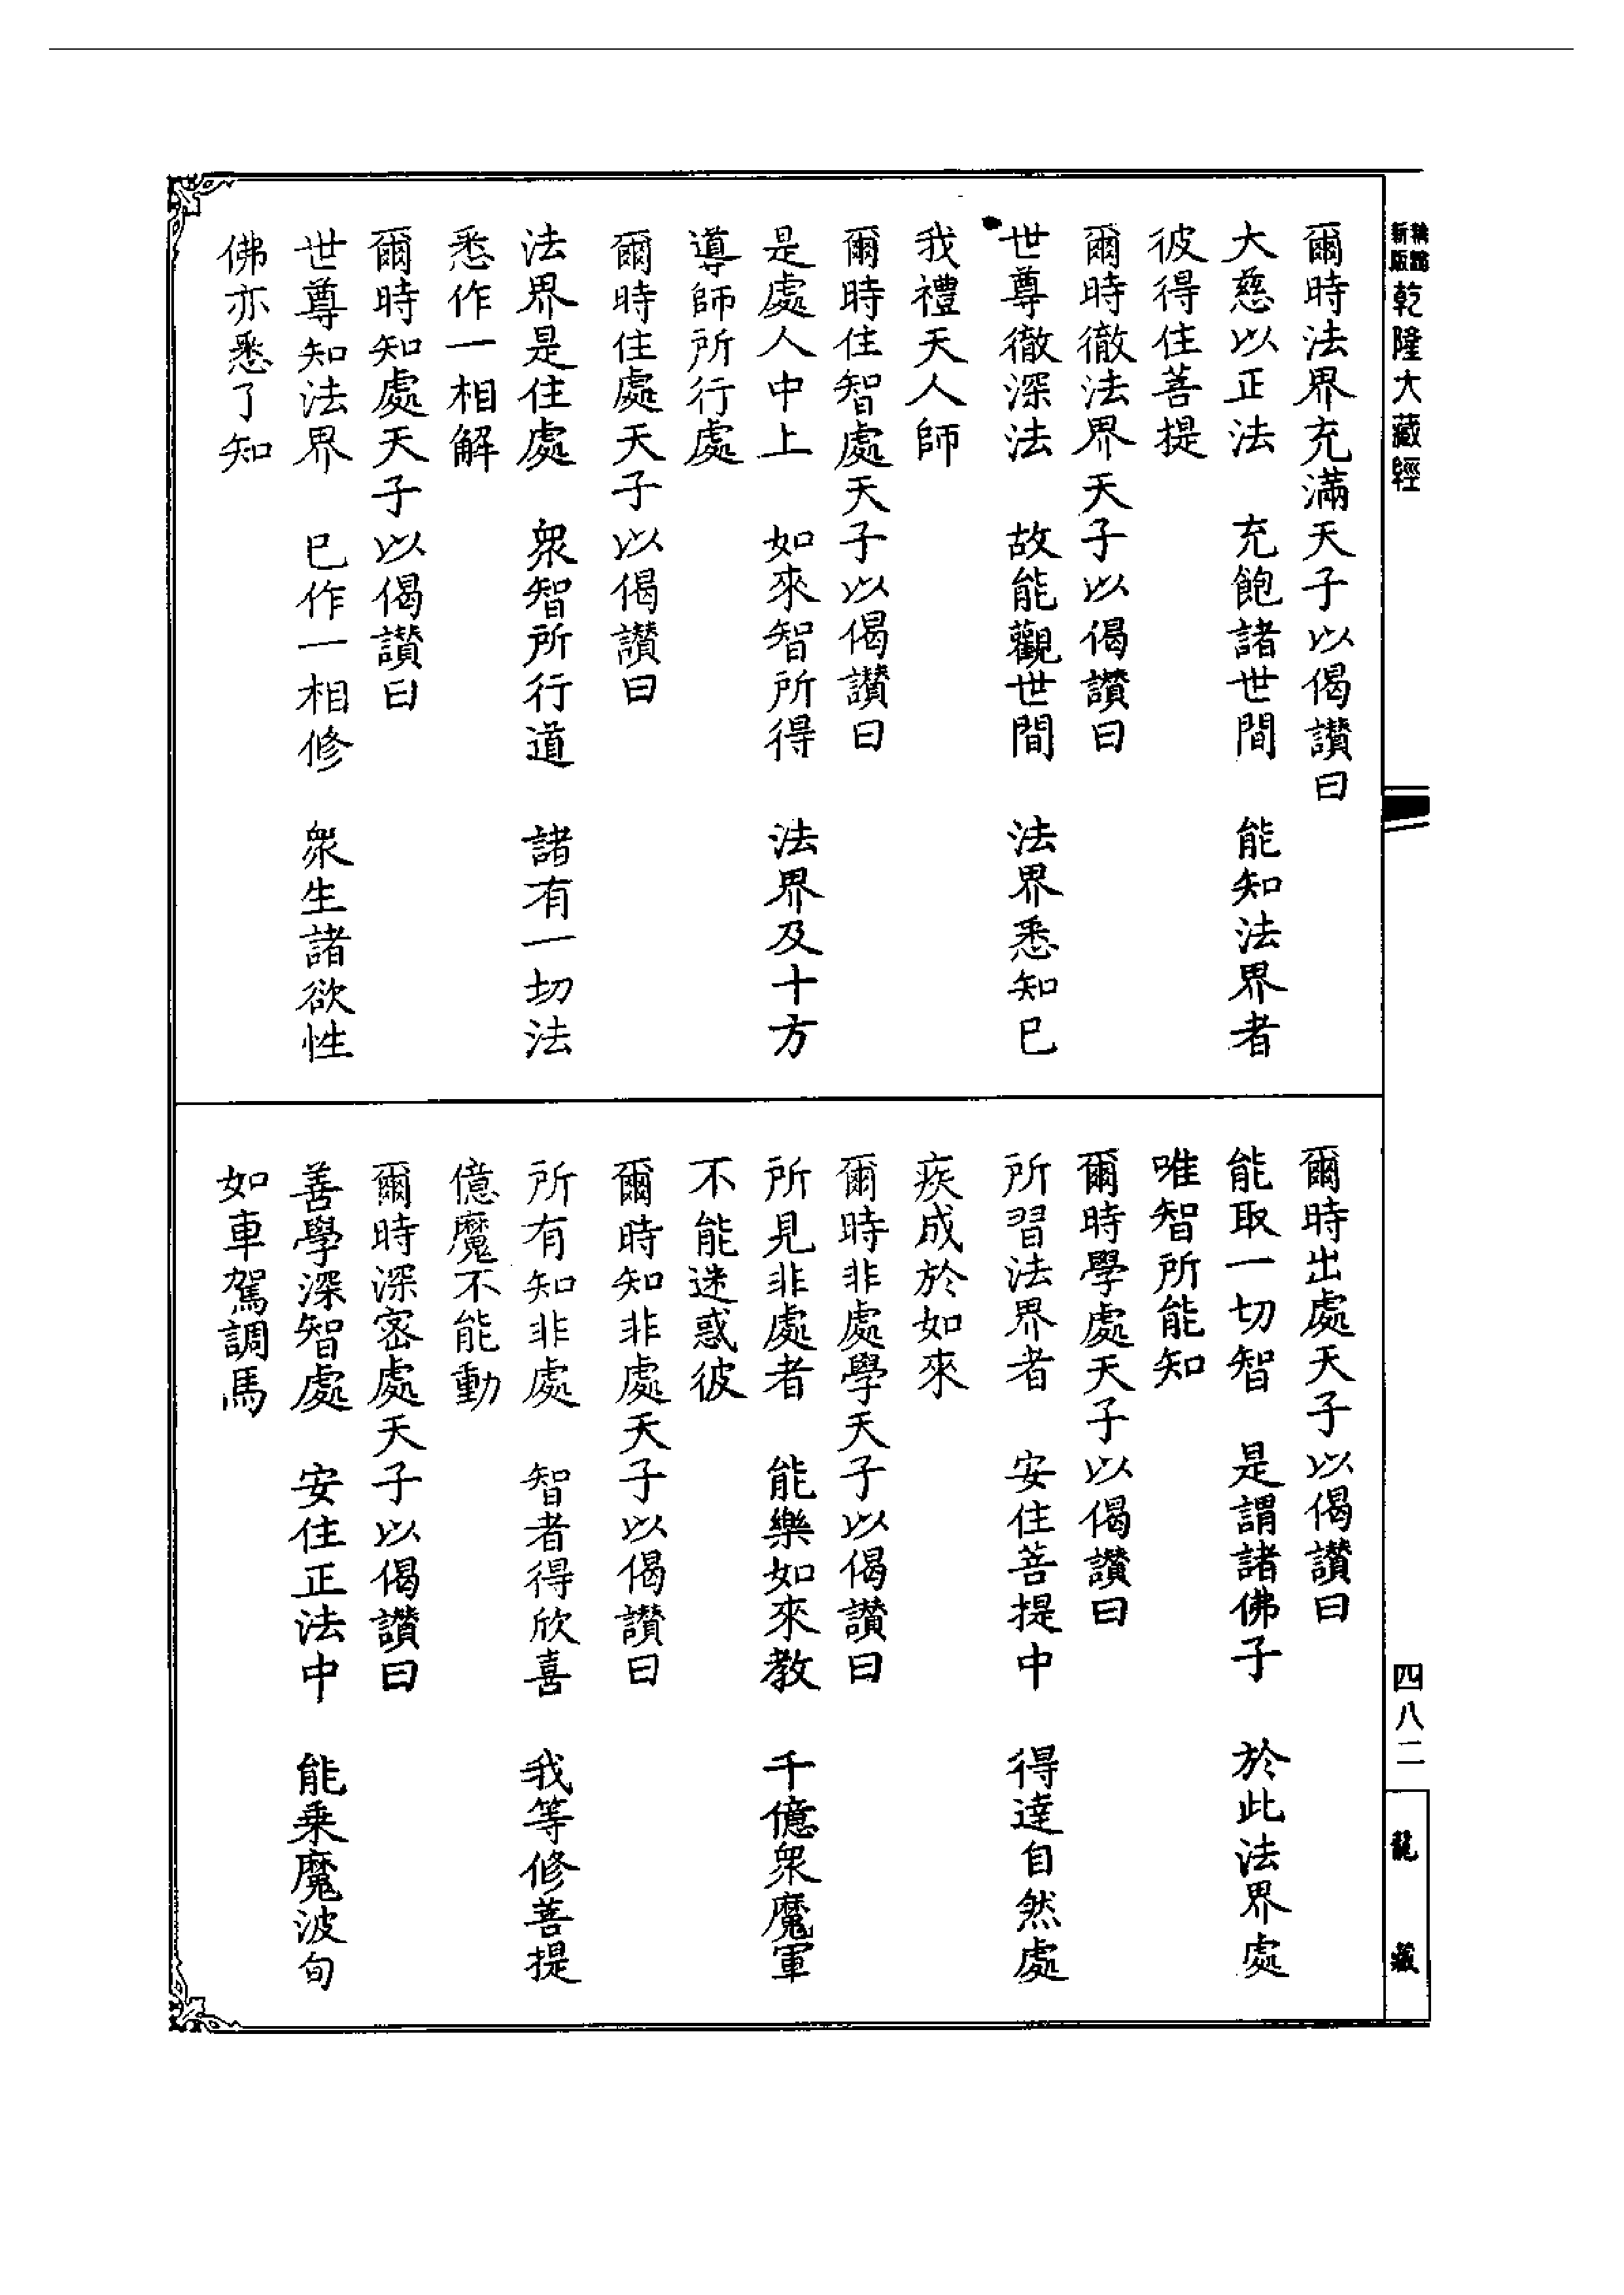 新版
乾隆大藏經
爾時法界充滿天子以偈讃曰
大慈以正法　充飽諸世間　能知法界者
彼得住菩提
爾時徹法界天子以偈讃曰
世尊徹深法　故能觀世間　法界悉知已
我禮天人師
爾時住智處天子以偈讃曰
是處人中上　如來智所得　法界及十方
導師所行處
爾時住處天子以偈讃曰
法界是住處　衆智所行道　諸有一切法
悉作一相解
爾時知處天子以偈讃曰
世尊知法界　已作一相修　衆生諸欲性
佛亦悉了知
爾時出處天子以偈讃曰
能取一切智　是謂諸佛子　於此法界處
唯智所能知
爾時學處天子以偈讃曰
所習法界者　安住菩提中　得達自然處
疾成於如來
爾時非處學天子以偈讃曰
所見非處者　能樂如來教　千億衆魔軍
不能迷惑彼
爾時知非處天子以偈讃曰
所有知非處　智者得欣喜　我等修菩提
億魔不能動
爾時深密處天子以偈讃曰
善學深智處　安住正法中　能乗魔波旬
如車駕調馬
四八二
龍藏